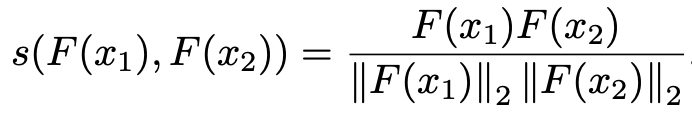 s(F(x₁), F(x₂)) = F(x₁)F(x₂) / ‖F(x₁)‖₂ ‖F(x₂)‖₂.